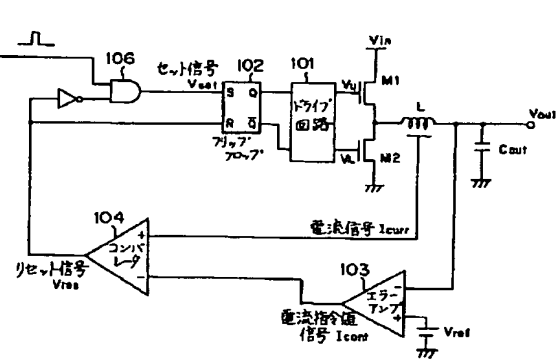 Vin
106
セット信号
Vset
102
101
S Q
R Q̄
フリップ
フロップ
ドライブ
回路
VU
M1
VL
M2
L
Vout
Cout
104
コンパ
レータ
+
-
リセット信号
Vres
電流信号 Icurr
103
エラー
アンプ
-
+
電流指令値
信号 Icont
Vref